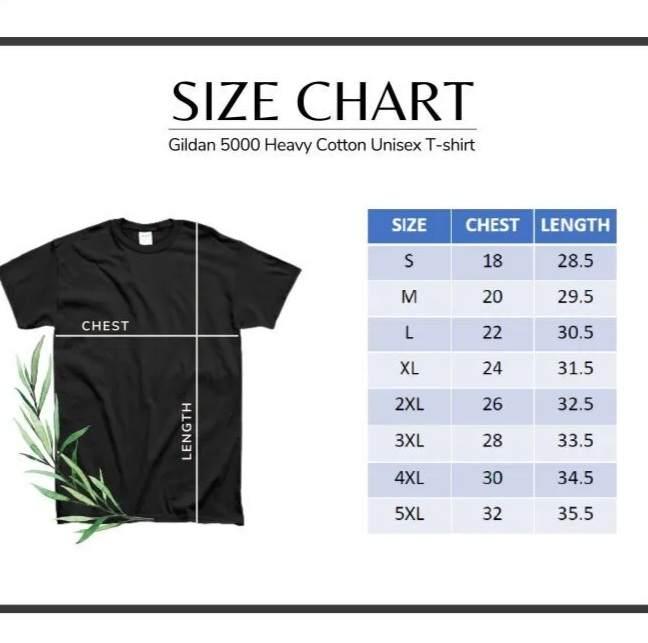 SIZE CHART
Gildan 5000 Heavy Cotton Unisex T-shirt
CHEST
LENGTH
SIZE CHEST LENGTH
S 18 28.5
M 20 29.5
L 22 30.5
XL 24 31.5
2XL 26 32.5
3XL 28 33.5
4XL 30 34.5
5XL 32 35.5